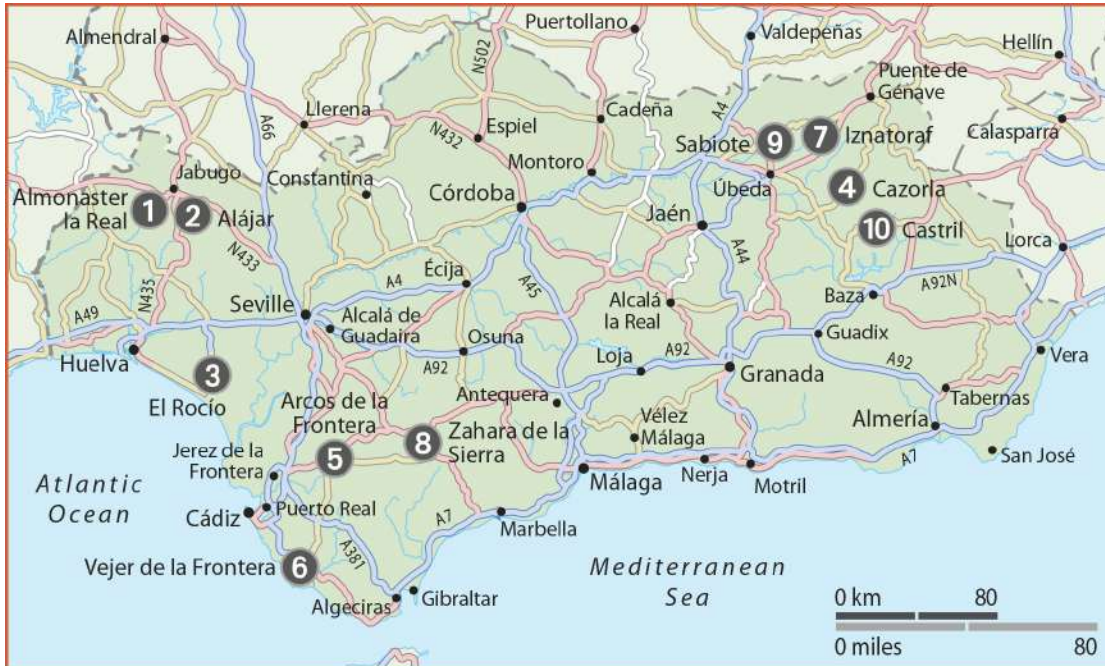 Almendral
Puertollano
Valdepeñas
N502
Hellín
Puente de
Génave
Llerena
A66
Cadeña
A4
Espiel
N432
Sabiote
9
7
Iznatoraf
Calasparra
Montoro
Jabugo
Constantina
Úbeda
4
Cazorla
Almonaster
la Real
1
2
Alájar
Córdoba
Jaén
10
Castril
N433
A44
Lorca
Écija
A4
A45
A92N
N435
Baza
A49
Seville
Alcalá de
Guadaira
Alcalá
la Real
Guadix
Osuna
Huelva
A92
Loja
A92
A92
Vera
3
Granada
El Rocío
Arcos de la
Frontera
Antequera
Tabernas
8
Zahara de la
Sierra
Vélez
Málaga
Almería
Jerez de la
Frontera
5
A7
San José
Málaga
Nerja
Motril
Atlantic
Ocean
Cádiz
Puerto Real
A7
Marbella
A381
Vejer de la Frontera
6
Mediterranean
Sea
Algeciras
Gibraltar
0 km
80
0 miles
80